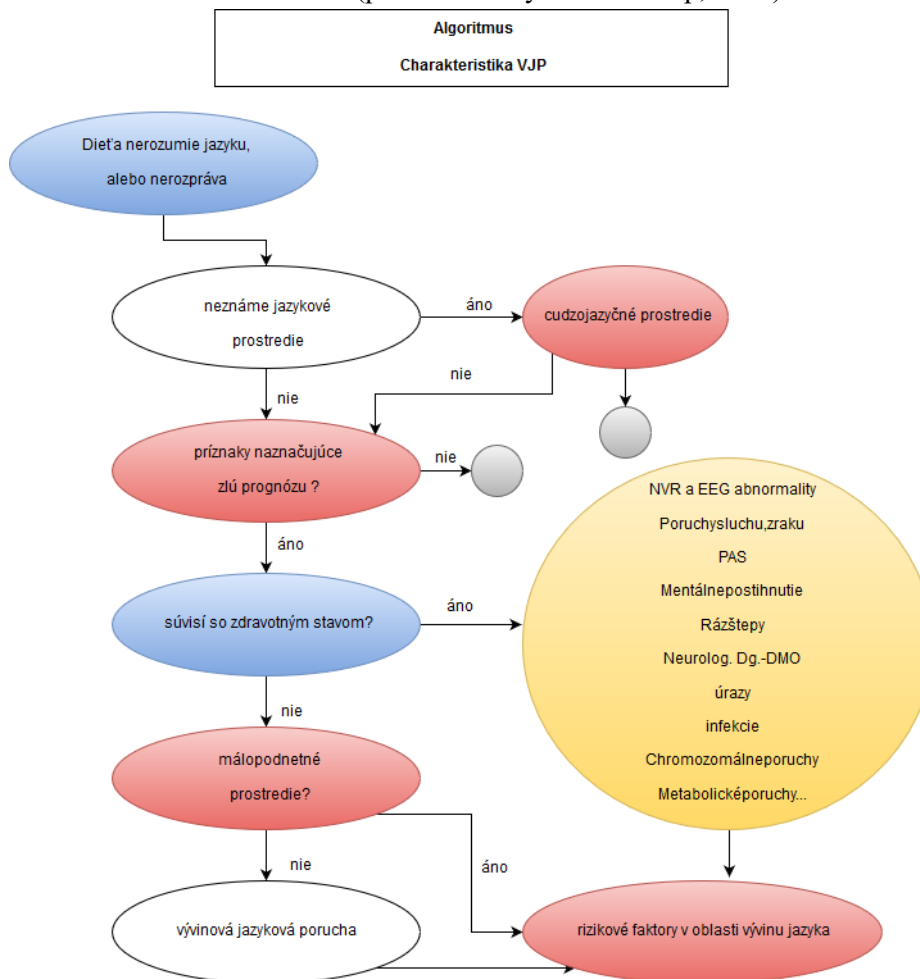 Algoritmus
Charakteristika VJP
Dieťa nerozumie jazyku,
alebo nerozpráva
neznáme jazykové
prostredie
áno
cudzojazyčné prostredie
nie
nie
príznaky naznačujúce
zlú prognózu ?
nie
áno
NVR a EEG abnormality
Poruchysluchu,zraku
PAS
Mentálnepostihnutie
Rázštepy
Neurolog. Dg.-DMO
úrazy
infekcie
Chromozomálneporuchy
Metaboliceképoruchy...
súvisí so zdravotným stavom?
áno
nie
málopodnetné
prostredie?
nie
áno
vývinová jazyková porucha
rizikové faktory v oblasti vývinu jazyka